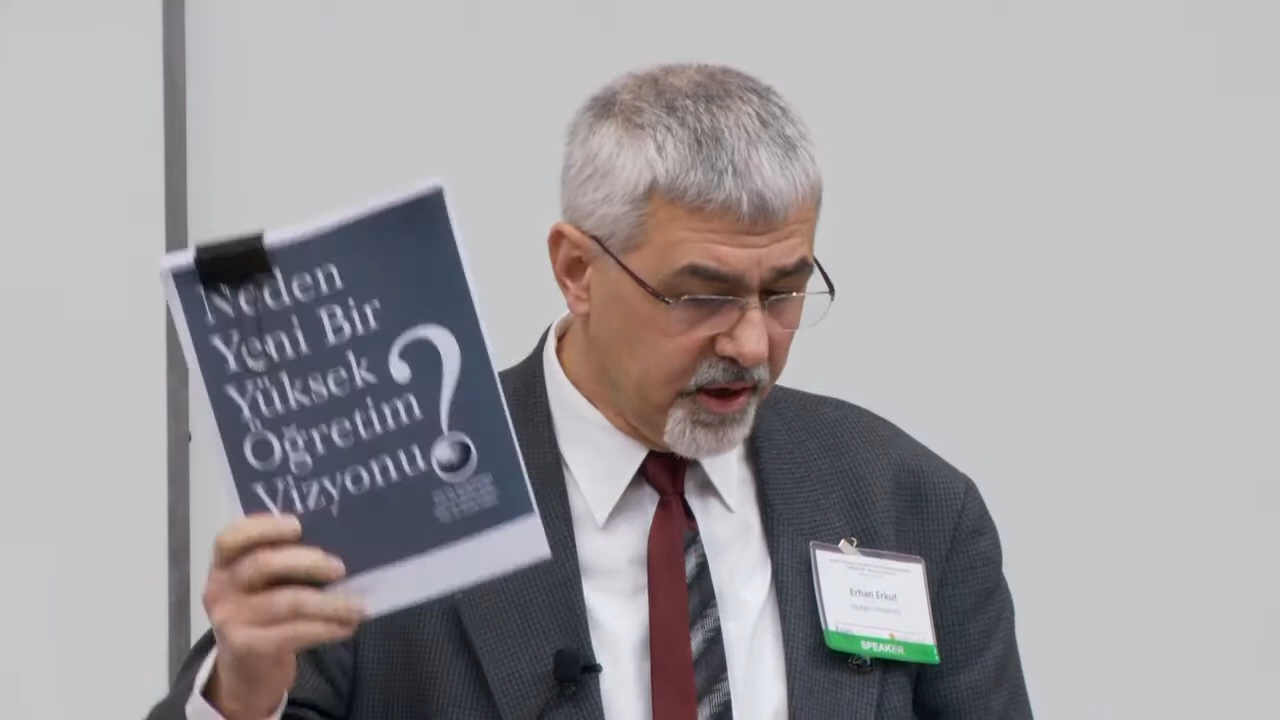 Neden
Yeni Bir
Yüksek
Öğretim
Vizyonu?
Erhan Erkut
SPEAKER